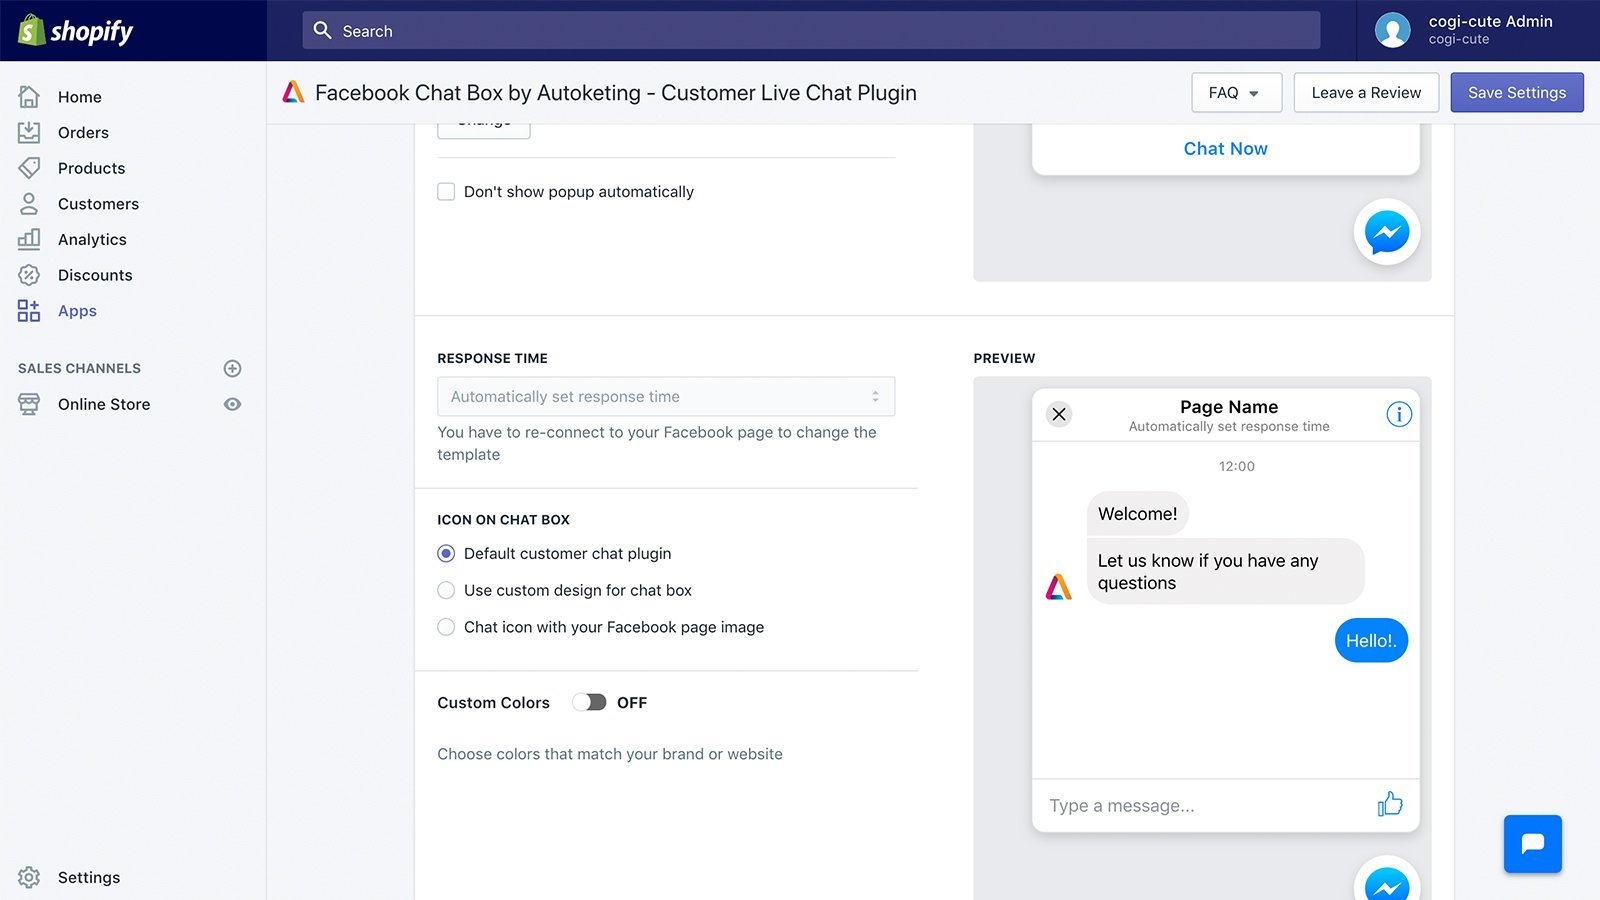 shopify
Search
cogi-cute Admin
cogi-cute
Home
Orders
Products
Customers
Analytics
Discounts
Apps
SALES CHANNELS
Online Store
Settings
Facebook Chat Box by Autoketing - Customer Live Chat Plugin
FAQ
Leave a Review
Save Settings
Change
Don't show popup automatically
Chat Now
RESPONSE TIME
Automatically set response time
You have to re-connect to your Facebook page to change the
template
ICON ON CHAT BOX
Default customer chat plugin
Use custom design for chat box
Chat icon with your Facebook page image
Custom Colors OFF
Choose colors that match your brand or website
PREVIEW
Page Name
Automatically set response time
12:00
Welcome!
Let us know if you have any
questions
Hello!.
Type a message...